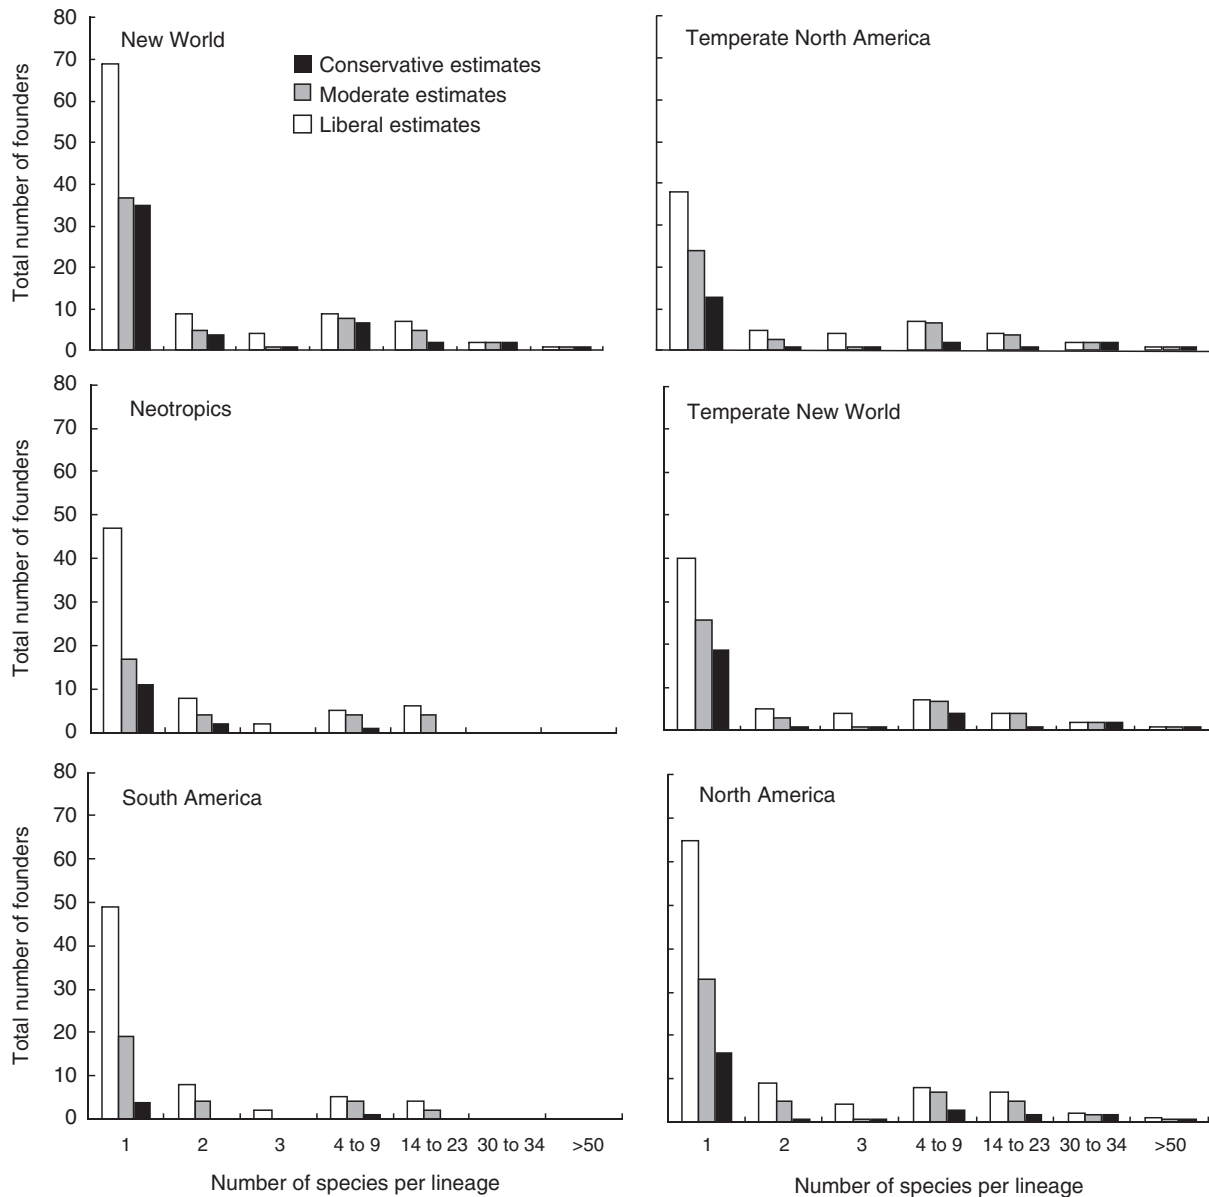 New World
Conservative estimates
Moderate estimates
Liberal estimates
Total number of founders
80
70
60
50
40
30
20
10
0
Temperate North America
Neotropics
Total number of founders
80
70
60
50
40
30
20
10
0
Temperate New World
South America
Total number of founders
80
70
60
50
40
30
20
10
0
1 2 3 4 to 9 14 to 23 30 to 34 >50
Number of species per lineage
North America
1 2 3 4 to 9 14 to 23 30 to 34 >50
Number of species per lineage